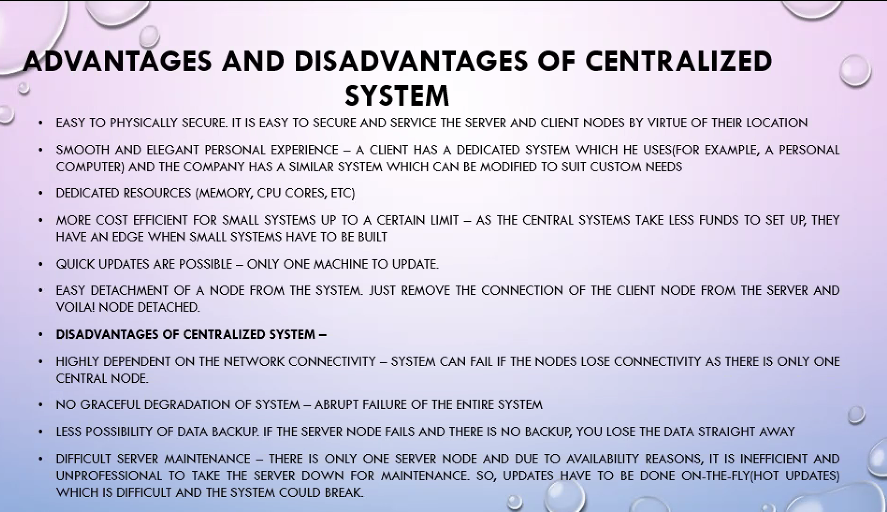 ADVANTAGES AND DISADVANTAGES OF CENTRALIZED
SYSTEM
• EASY TO PHYSICALLY SECURE. IT IS EASY TO SECURE AND SERVICE THE SERVER AND CLIENT NODES BY VIRTUE OF THEIR LOCATION
• SMOOTH AND ELEGANT PERSONAL EXPERIENCE – A CLIENT HAS A DEDICATED SYSTEM WHICH HE USES(FOR EXAMPLE, A PERSONAL
COMPUTER) AND THE COMPANY HAS A SIMILAR SYSTEM WHICH CAN BE MODIFIED TO SUIT CUSTOM NEEDS
• DEDICATED RESOURCES (MEMORY, CPU CORES, ETC)
• MORE COST EFFICIENT FOR SMALL SYSTEMS UP TO A CERTAIN LIMIT – AS THE CENTRAL SYSTEMS TAKE LESS FUNDS TO SET UP, THEY
HAVE AN EDGE WHEN SMALL SYSTEMS HAVE TO BE BUILT
• QUICK UPDATES ARE POSSIBLE – ONLY ONE MACHINE TO UPDATE.
• EASY DETACHMENT OF A NODE FROM THE SYSTEM. JUST REMOVE THE CONNECTION OF THE CLIENT NODE FROM THE SERVER AND
VOILA! NODE DETACHED.
• DISADVANTAGES OF CENTRALIZED SYSTEM –
• HIGHLY DEPENDENT ON THE NETWORK CONNECTIVITY – SYSTEM CAN FAIL IF THE NODES LOSE CONNECTIVITY AS THERE IS ONLY ONE
CENTRAL NODE.
• NO GRACEFUL DEGRADATION OF SYSTEM – ABRUPT FAILURE OF THE ENTIRE SYSTEM
• LESS POSSIBILITY OF DATA BACKUP. IF THE SERVER NODE FAILS AND THERE IS NO BACKUP, YOU LOSE THE DATA STRAIGHT AWAY
• DIFFICULT SERVER MAINTENANCE – THERE IS ONLY ONE SERVER NODE AND DUE TO AVAILABILITY REASONS, IT IS INEFFICIENT AND
UNPROFESSIONAL TO TAKE THE SERVER DOWN FOR MAINTENANCE. SO, UPDATES HAVE TO BE DONE ON-THE-FLY(HOT UPDATES)
WHICH IS DIFFICULT AND THE SYSTEM COULD BREAK.